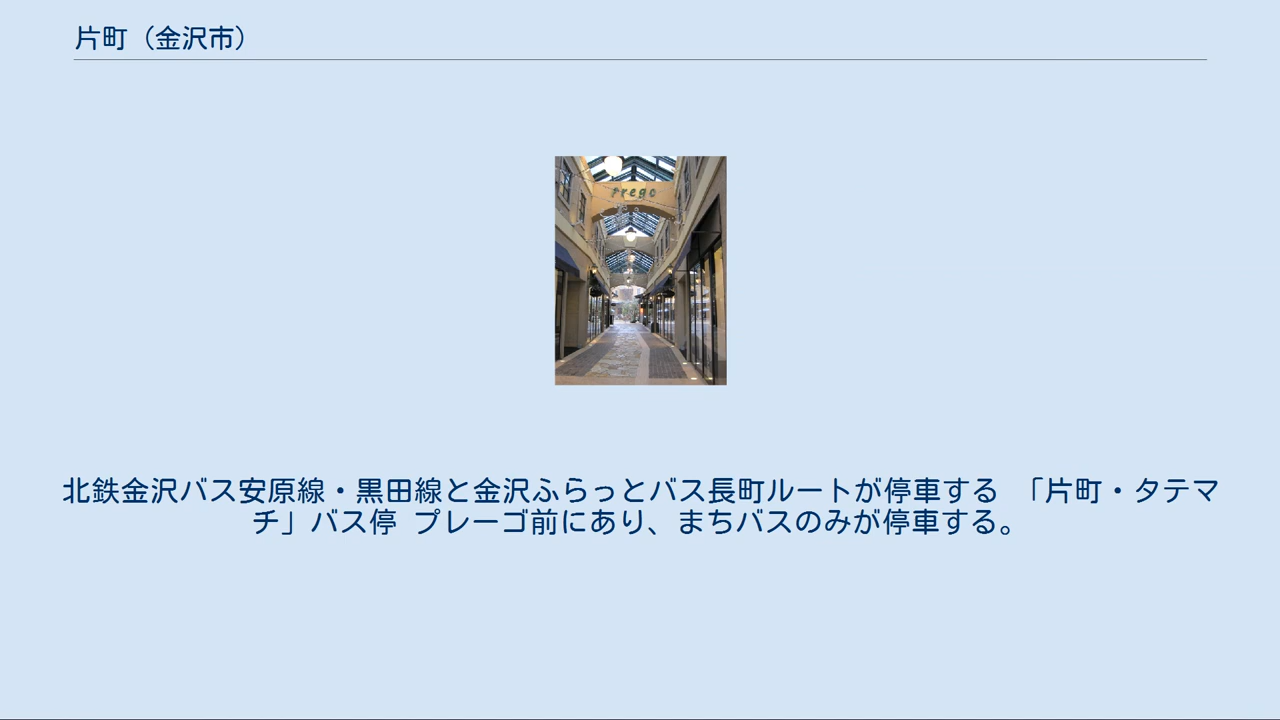 片町（金沢市）
Prego
北鉄金沢バス安原線・黒田線と金沢ふらっとバス長町ルートが停車する 「片町・タテマ
チ」バス停 プレーゴ前にあり、まちバスのみが停車する。